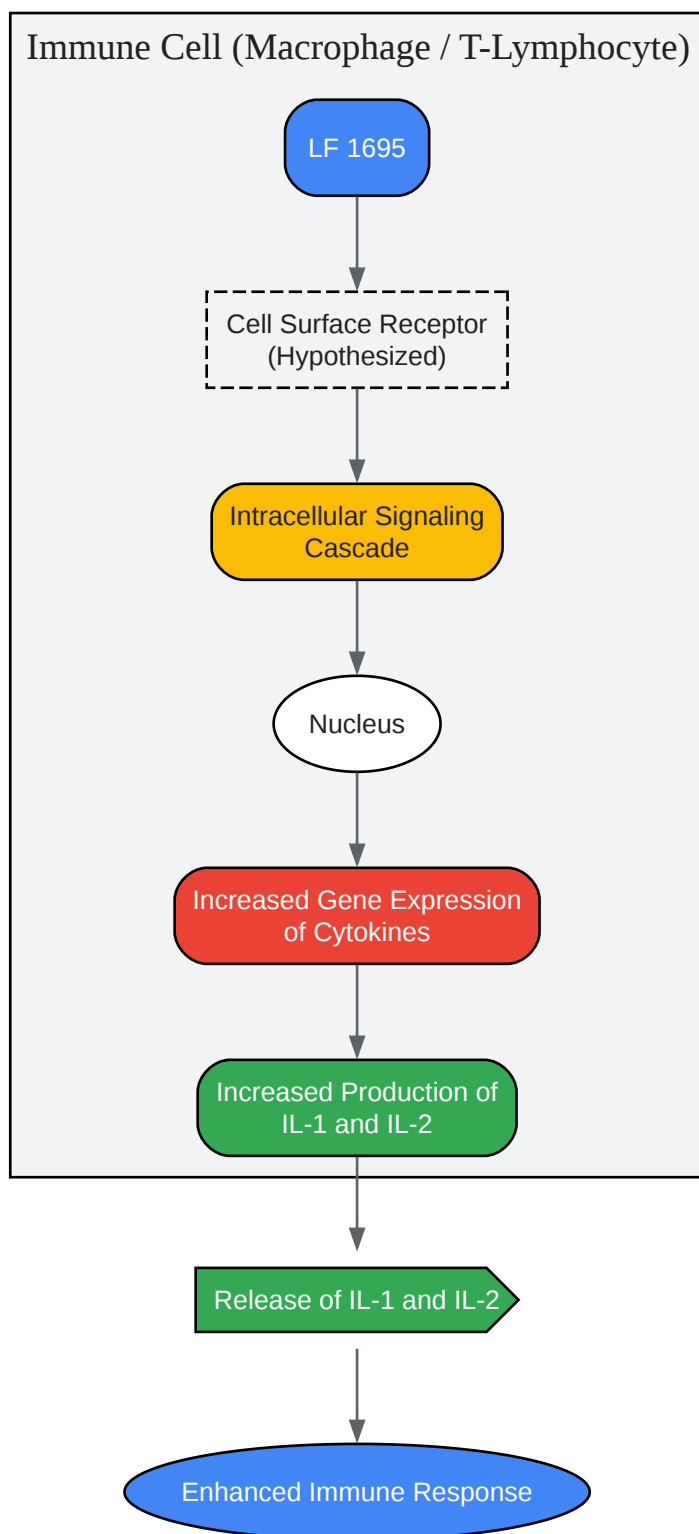 Immune Cell (Macrophage / T-Lymphocyte)
LF 1695
Cell Surface Receptor
(Hypothesized)
Intracellular Signaling
Cascade
Nucleus
Increased Gene Expression
of Cytokines
Increased Production of
IL-1 and IL-2
Release of IL-1 and IL-2
Enhanced Immune Response